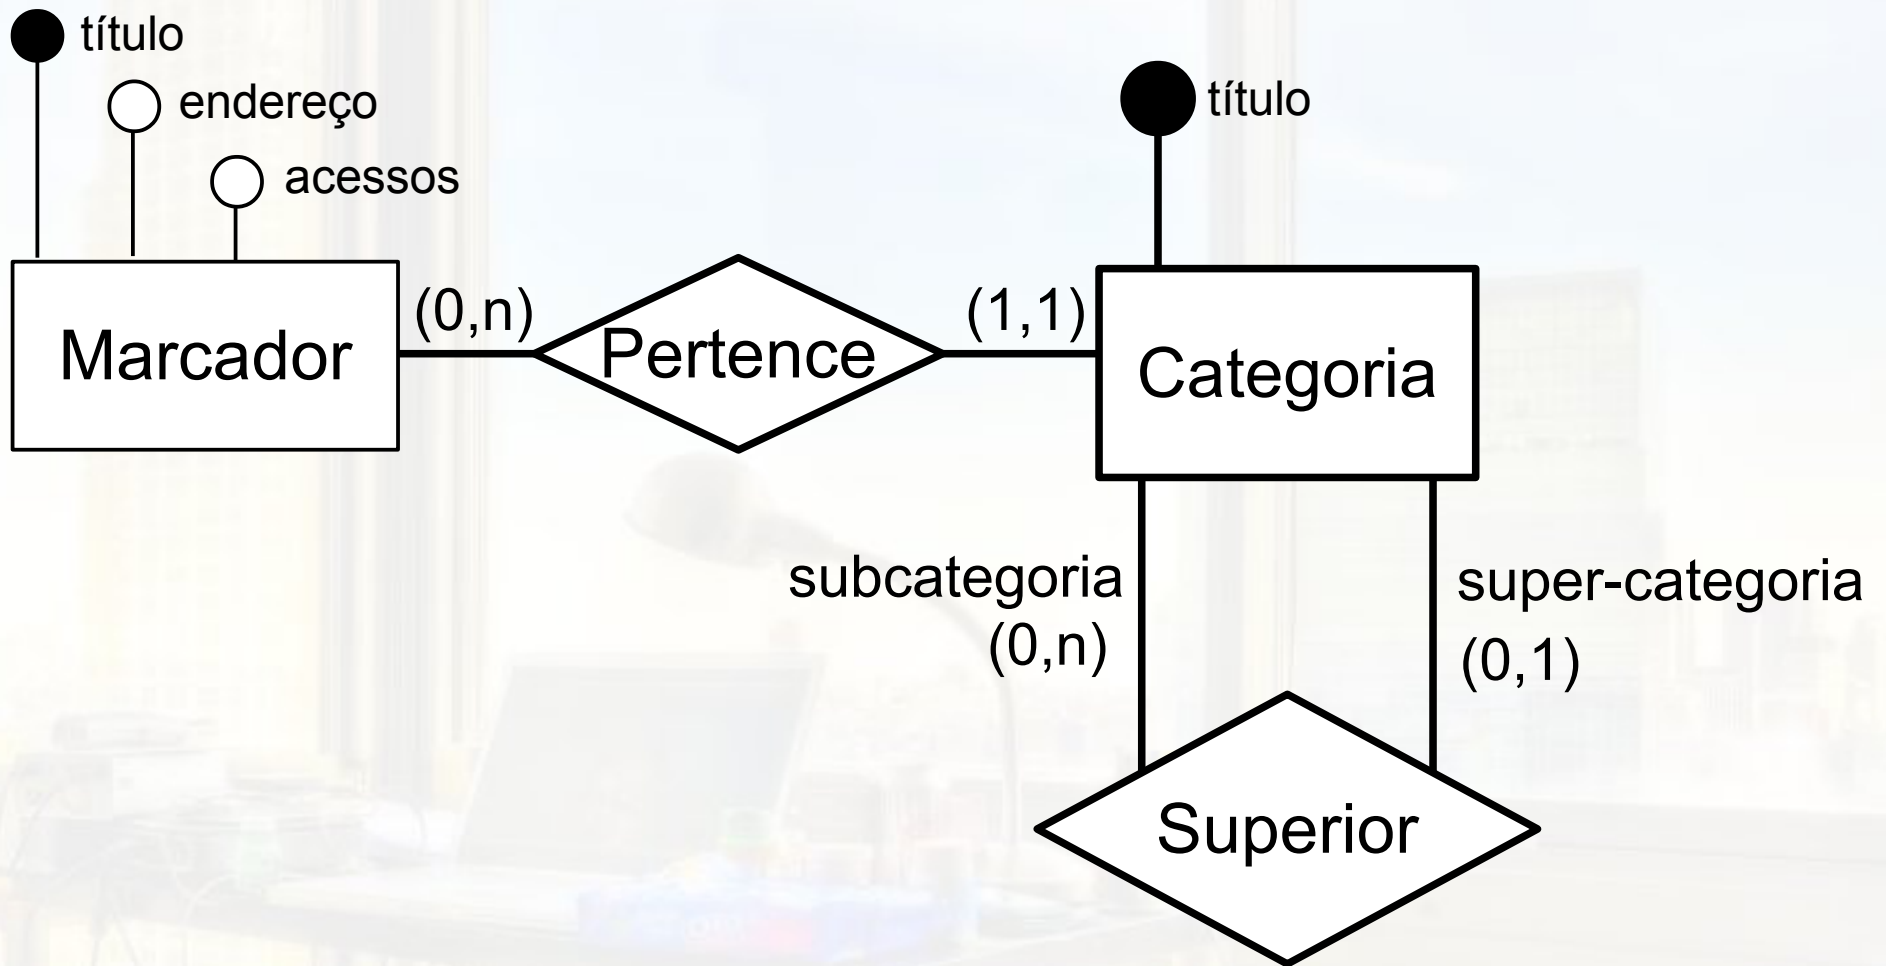 título
endereço
acessos
título
Marcador
(0,n)
Pertence
(1,1)
Categoria
subcategoria
(0,n)
super-categoria
(0,1)
Superior